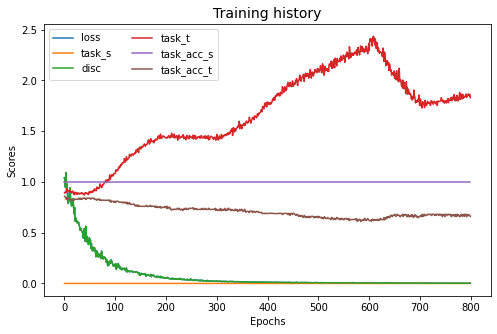 Training history
loss
task_s
disc
task_t
task_acc_s
task_acc_t
Scores
2.5
2.0
1.5
1.0
0.5
0.0
0 100 200 300 400 500 600 700 800
Epochs